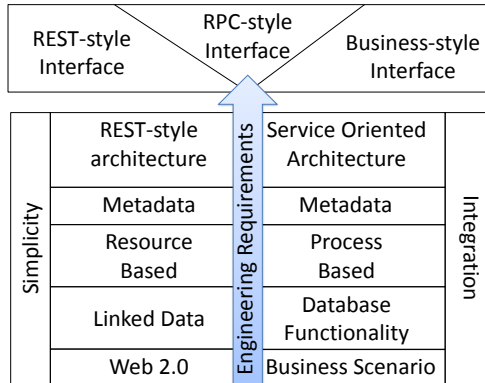 REST-style
Interface
RPC-style
Interface
Business-style
Interface
Simplicity
REST-style
architecture
Metadata
Resource
Based
Linked Data
Web 2.0
Engineering Requirements
Service Oriented
Architecture
Metadata
Process
Based
Database
Functionality
Business Scenario
Integration